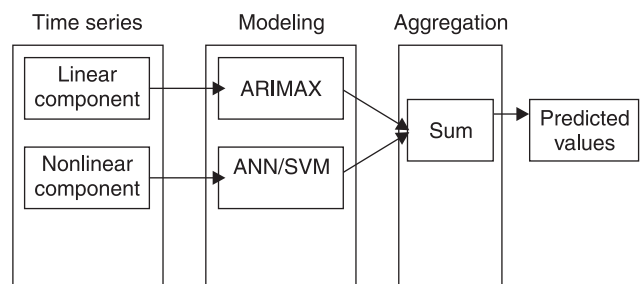 Time series
Modeling
Aggregation
Linear
component
ARIMAX
Nonlinear
component
ANN/SVM
Sum
Predicted
values